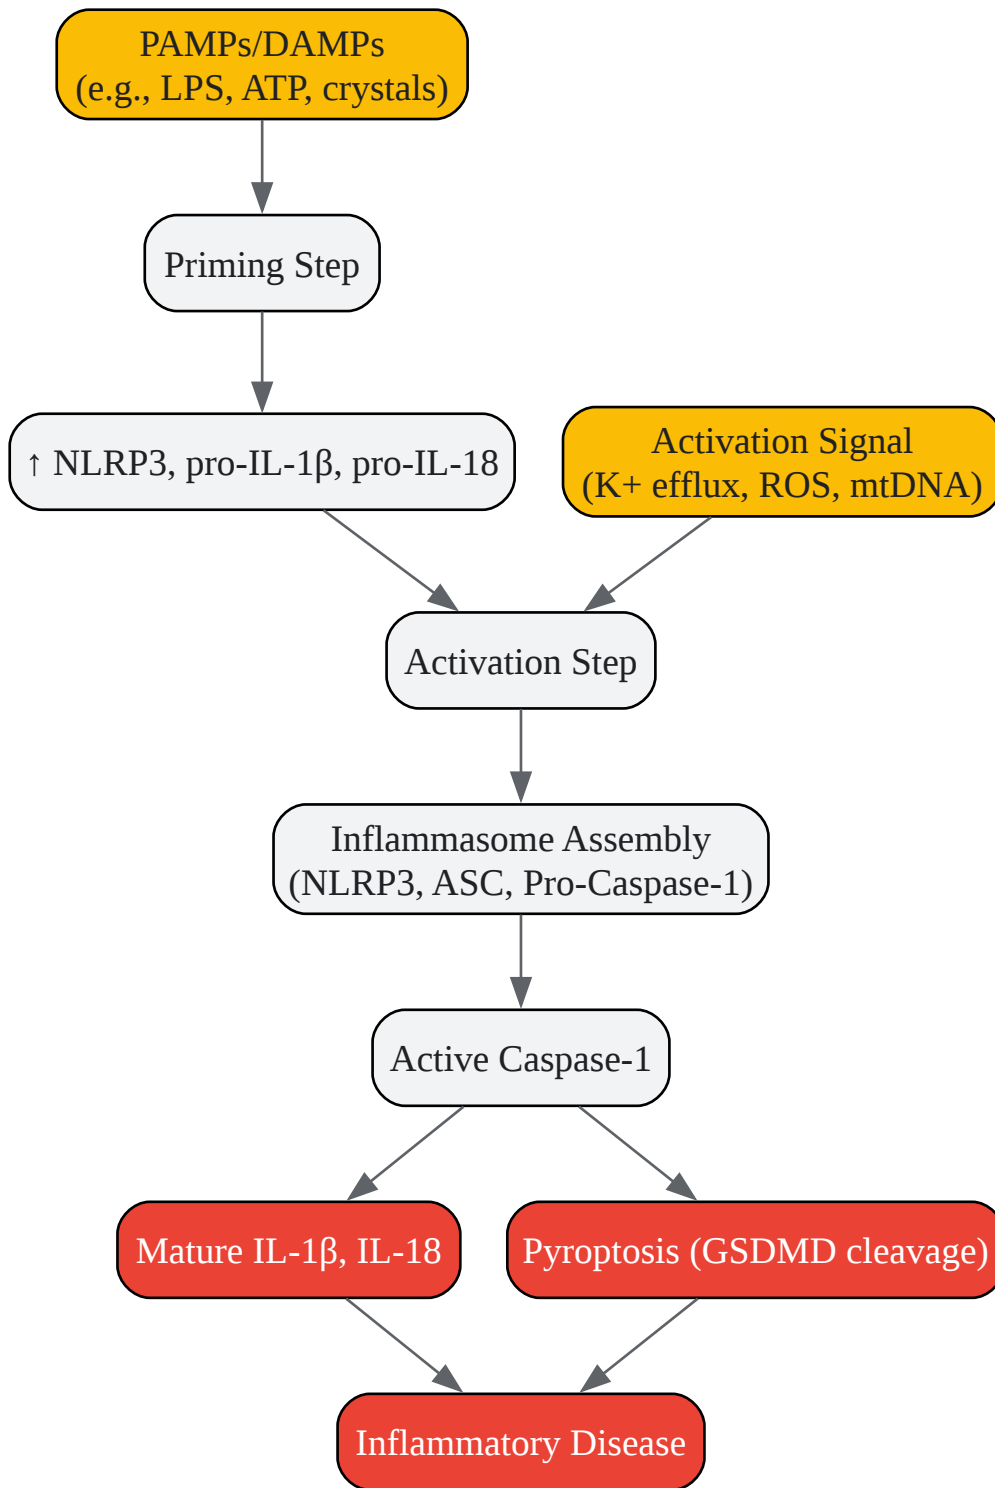 PAMPs/DAMPs
(e.g., LPS, ATP, crystals)
Priming Step
↑ NLRP3, pro-IL-1β, pro-IL-18
Activation Signal
(K+ efflux, ROS, mtDNA)
Activation Step
Inflammasome Assembly
(NLRP3, ASC, Pro-Caspase-1)
Active Caspase-1
Mature IL-1β, IL-18
Pyroptosis (GSDMD cleavage)
Inflammatory Disease